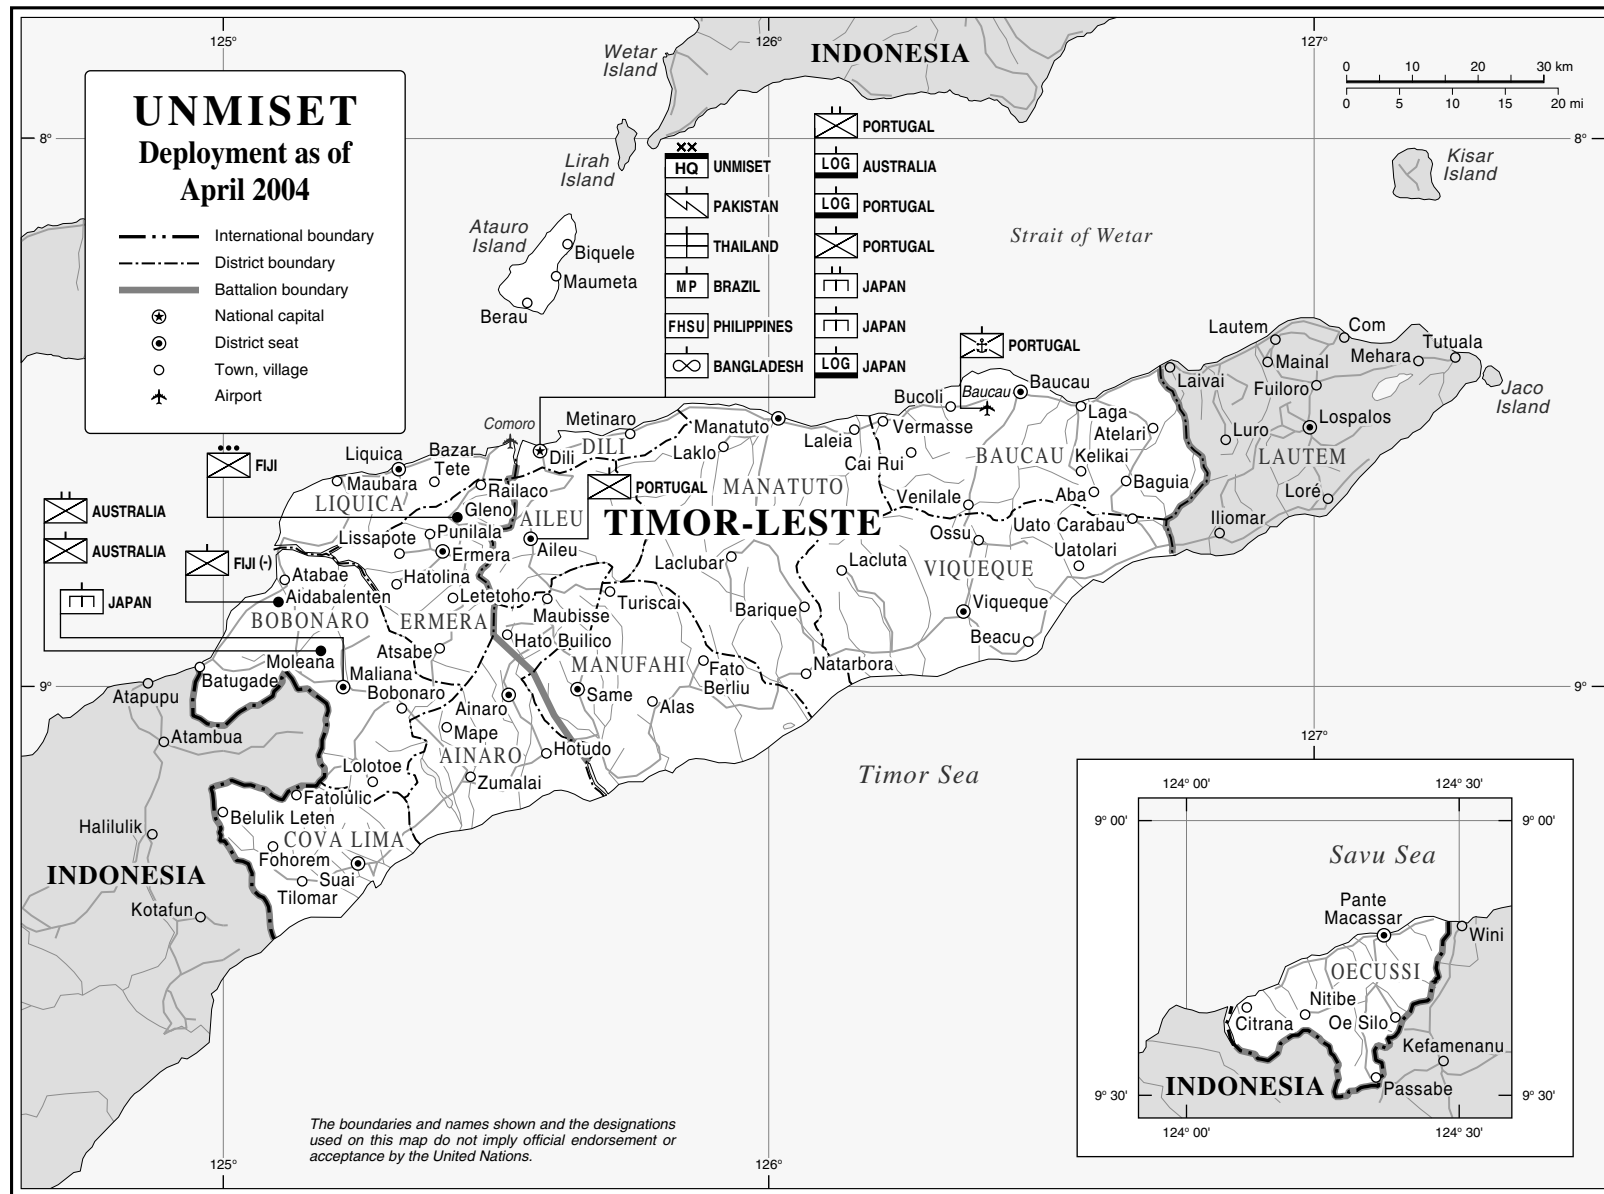 UNMISET
Deployment as of
April 2004
International boundary
District boundary
Battalion boundary
National capital
District seat
Town, village
Airport
125°
126°
127°
8°
8°
9°
9°
125°
126°
127°
0 10 20 30 km
0 5 10 15 20 mi
INDONESIA
Wetar
Island
Lirah
Island
Atauro
Island
Biquele
Maumeta
Berau
Kisar
Island
Strait of Wetar
Jaco
Island
XX
HQ UNMISET
PAKISTAN
THAILAND
MP BRAZIL
FHSU PHILIPPINES
BANGLADESH
PORTUGAL
LOG AUSTRALIA
LOG PORTUGAL
PORTUGAL
JAPAN
JAPAN
LOG JAPAN
PORTUGAL
PORTUGAL
FIJI
AUSTRALIA
AUSTRALIA
FIJI (-)
JAPAN
Lautem
Com
Tutuala
Mehara
Mainal
Fuiloro
Laivai
Lospalos
Luro
LAUTEM
Loré
Iliomar
Baucau
Baucau
Bucoli
Laga
Vermasse
Atelari
Laleia
Cai Rui
BAUCAU
Kelikai
Baguia
Aba
Venilale
Uato Carabau
Ossu
Uatolari
VIQUEQUE
Viqueque
Beacu
Lacluta
Metinaro
DILI
Dili
Comoro
Manatuto
Laklo
MANATUTO
TIMOR-LESTE
Laclubar
Barique
Natarbora
Liquica
Bazar
Tete
Maubara
LIQUICA
Railaco
Gleno
AILEU
Aileu
Punilala
Lissapote
Ermera
Hatolina
Letetoho
ERMERA
Atsabe
Maubisse
Turiscai
Hato Builico
MANUFAHI
Fato
Berliu
Same
Alas
Ainaro
Mape
AINARO
Hotudo
Zumalai
Atabae
Aidabalenten
BOBONARO
Moleana
Maliana
Bobonaro
Batugade
Lolotoe
Fatolulic
Belulik Leten
COVA LIMA
Fohorem
Suai
Tilomar
Atapupu
Atambua
Halilulik
INDONESIA
Kotafun
Timor Sea
124° 00'
124° 30'
9° 00'
9° 00'
Savu Sea
Pante
Macassar
Wini
OECUSSI
Nitibe
Citrana
Oe Silo
Kefamenanu
INDONESIA
Passabe
9° 30'
9° 30'
124° 00'
124° 30'
The boundaries and names shown and the designations
used on this map do not imply official endorsement or
acceptance by the United Nations.